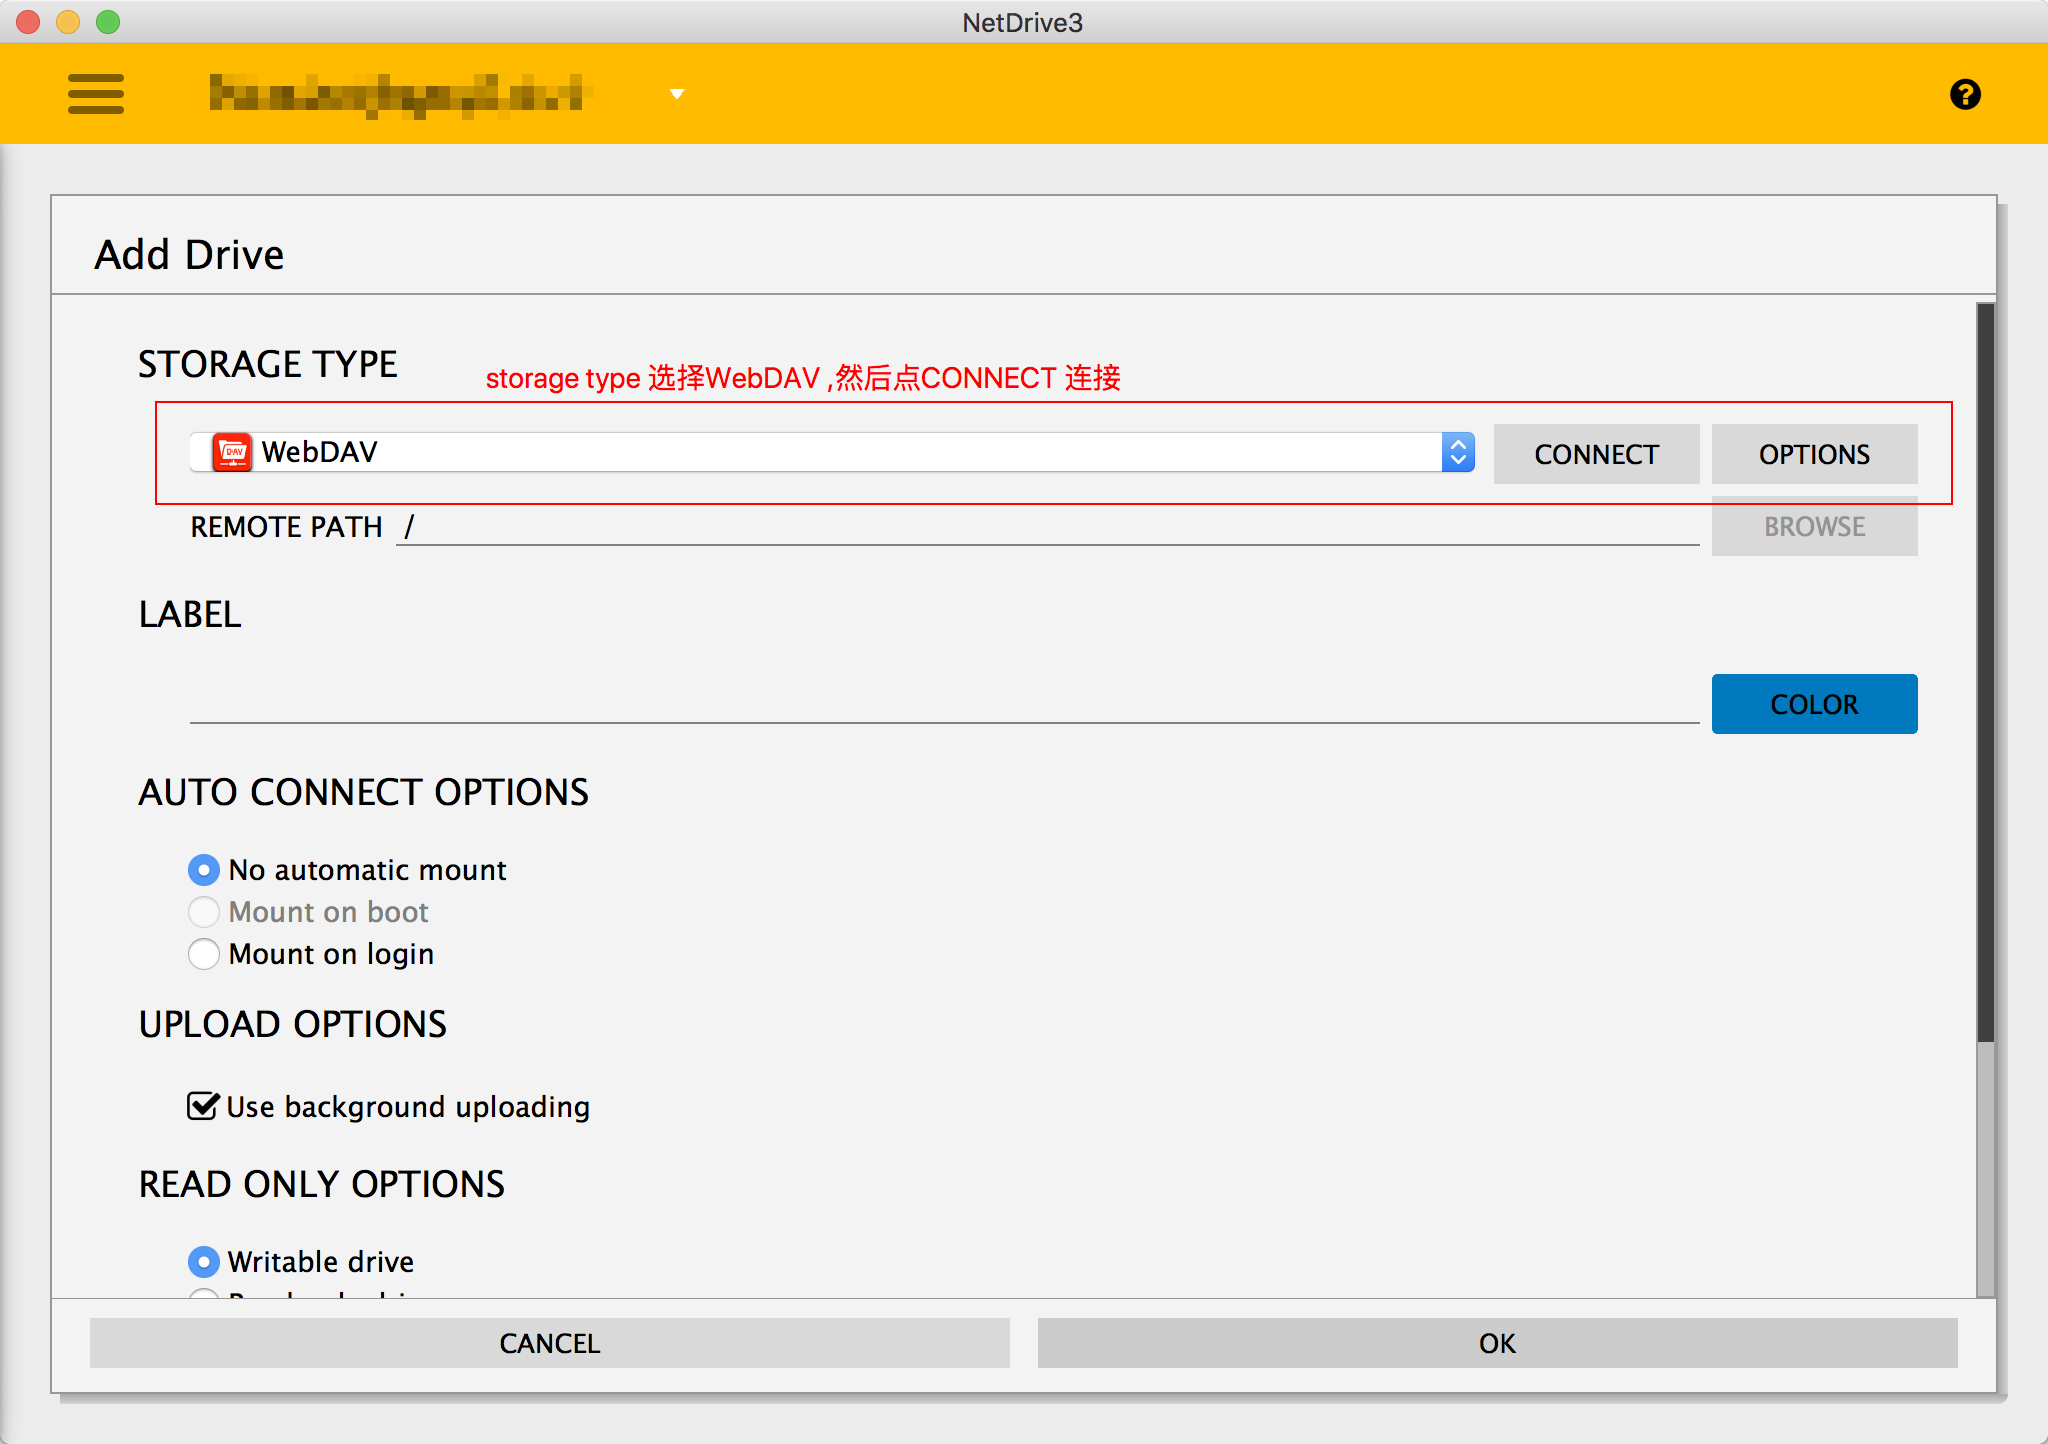 NetDrive3
Add Drive
STORAGE TYPE
storage type 选择WebDAV ,然后点CONNECT 连接
DAV WebDAV CONNECT OPTIONS
REMOTE PATH / BROWSE
LABEL
COLOR
AUTO CONNECT OPTIONS
No automatic mount
Mount on boot
Mount on login
UPLOAD OPTIONS
Use background uploading
READ ONLY OPTIONS
Writable drive
CANCEL OK